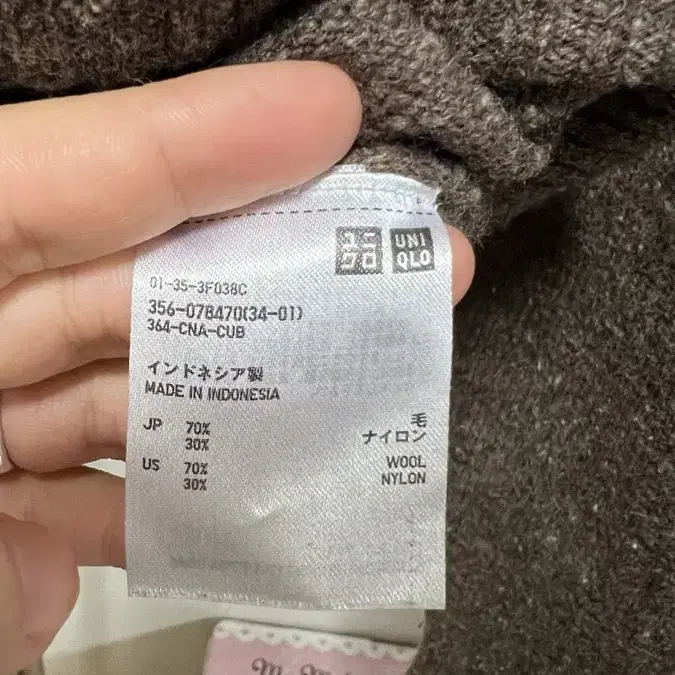 ユニ クロ
UNI QLO
01-35-3F038C
356-078470(34-01)
364-CNA-CUB
インドネシア製
MADE IN INDONESIA
JP 70% 毛
30% ナイロン
US 70% WOOL
30% NYLON